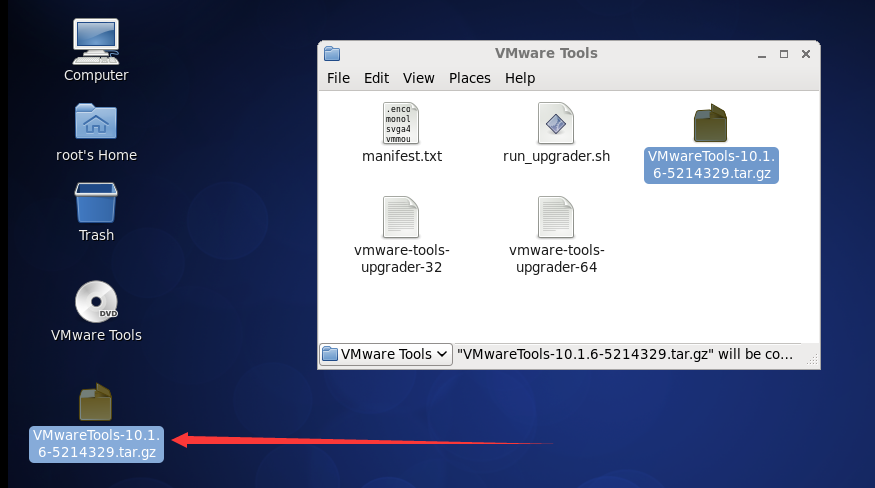 Computer
root's Home
Trash
VMware Tools
VMwareTools-10.1.
6-5214329.tar.gz
VMware Tools
File Edit View Places Help
.enco
monol
svga4
vmmou
manifest.txt
run_upgrader.sh
VMwareTools-10.1.
6-5214329.tar.gz
vmware-tools-
upgrader-32
vmware-tools-
upgrader-64
VMware Tools
"VMwareTools-10.1.6-5214329.tar.gz" will be co...
DVD